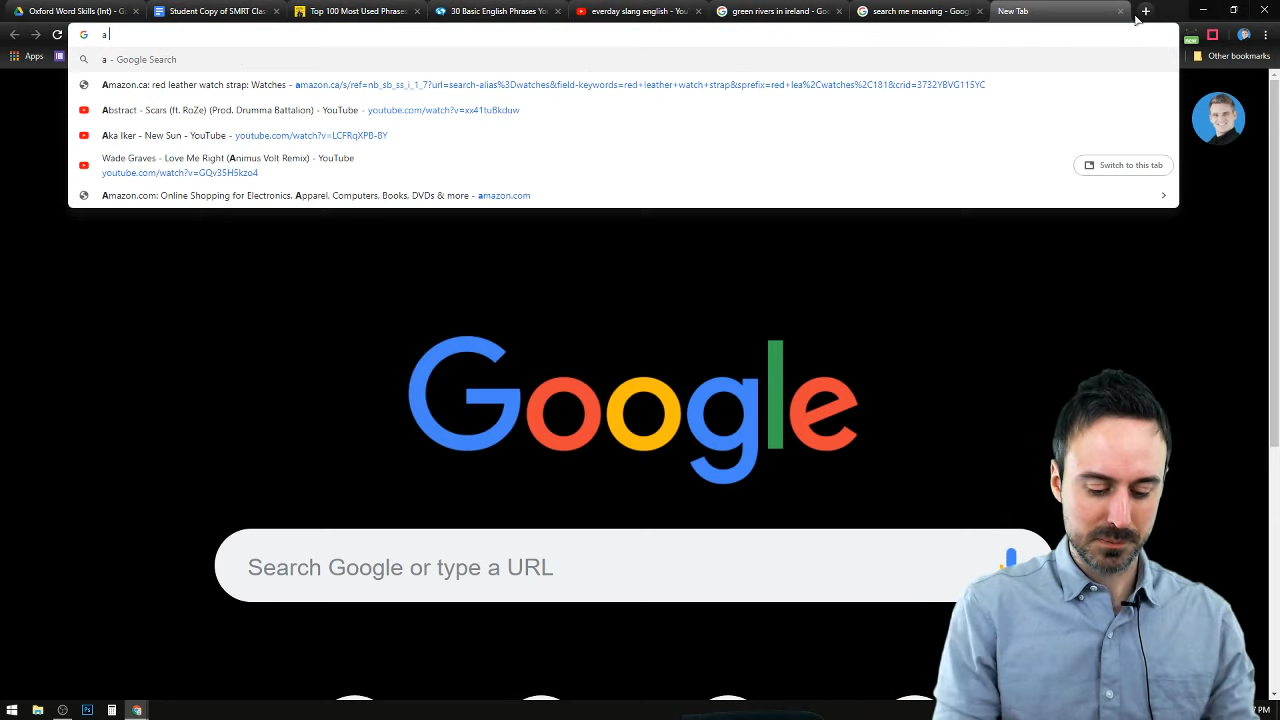 Oxford Word Skills (Int) - G
Student Copy of SMRT Clas
Top 100 Most Used Phrases
30 Basic English Phrases Yo
everday slang english - You
green rivers in ireland - Goo
search me meaning - Googl
New Tab
a
Apps
Other bookmarks
a - Google Search
Amazon.ca: red leather watch strap: Watches - amazon.ca/s/ref=nb_sb_ss_i_1_7?url=search-alias%3Dwatches&field-keywords=red+leather+watch+strap&sprefix=red+lea%2Cwatches%2C181&crid=3732YBVG115YC
Abstract - Scars (ft. RoZe) (Prod. Drumma Battalion) - YouTube - youtube.com/watch?v=xx41tuBkduw
Aka Iker - New Sun - YouTube - youtube.com/watch?v=LCFRqXPB-BY
Wade Graves - Love Me Right (Animus Volt Remix) - YouTube
youtube.com/watch?v=GQv35H5kzo4
Switch to this tab
Amazon.com: Online Shopping for Electronics, Apparel, Computers, Books, DVDs & more - amazon.com
Google
Search Google or type a URL
7 PM